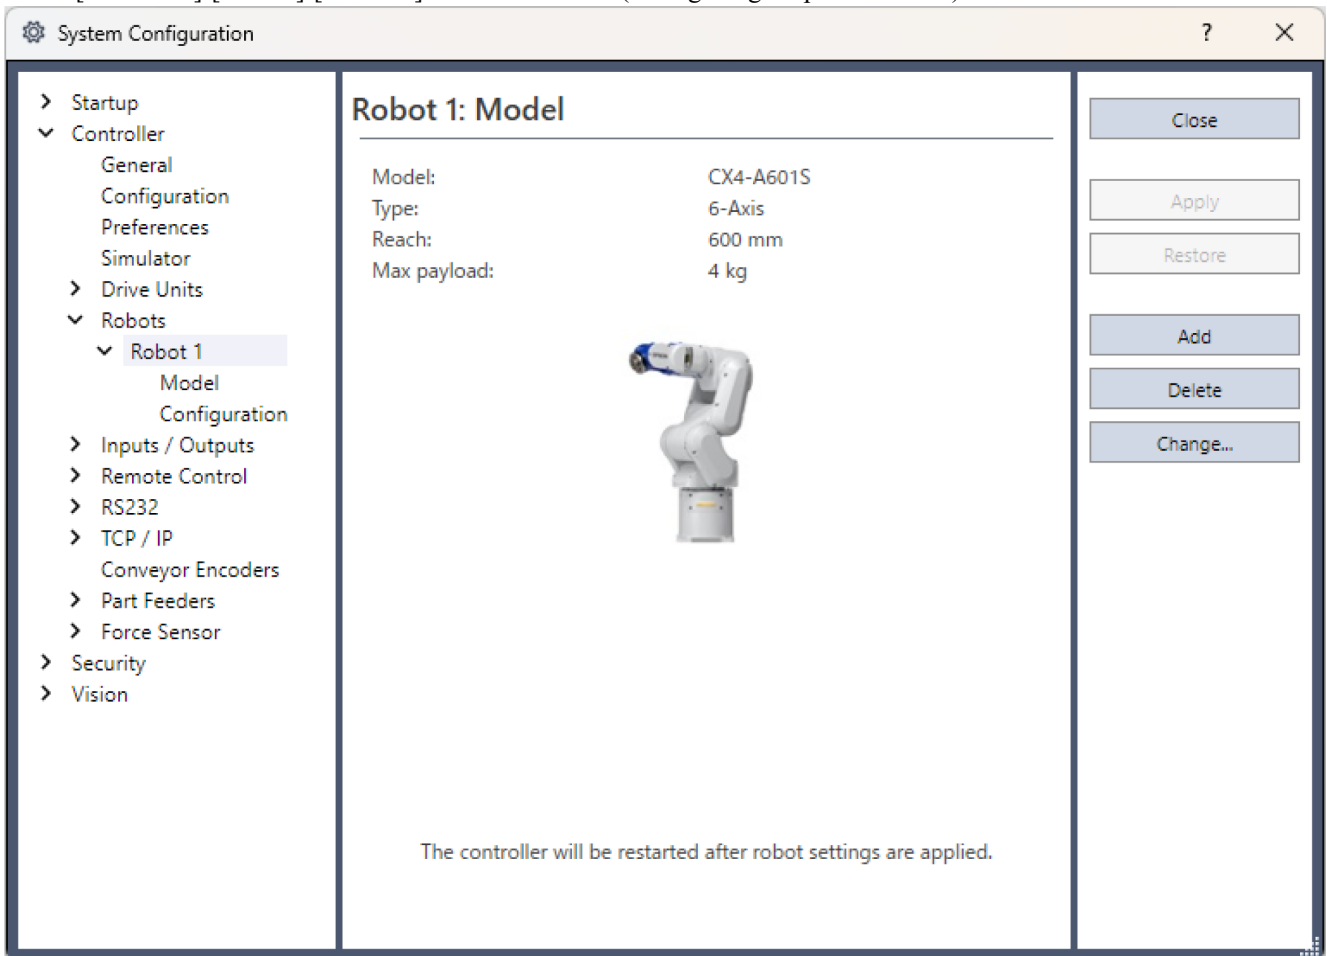 System Configuration
?
Startup
Controller
General
Configuration
Preferences
Simulator
Drive Units
Robots
Robot 1
Model
Configuration
Inputs / Outputs
Remote Control
RS232
TCP / IP
Conveyor Encoders
Part Feeders
Force Sensor
Security
Vision
Robot 1: Model
Model: CX4-A601S
Type: 6-Axis
Reach: 600 mm
Max payload: 4 kg
The controller will be restarted after robot settings are applied.
Close
Apply
Restore
Add
Delete
Change...